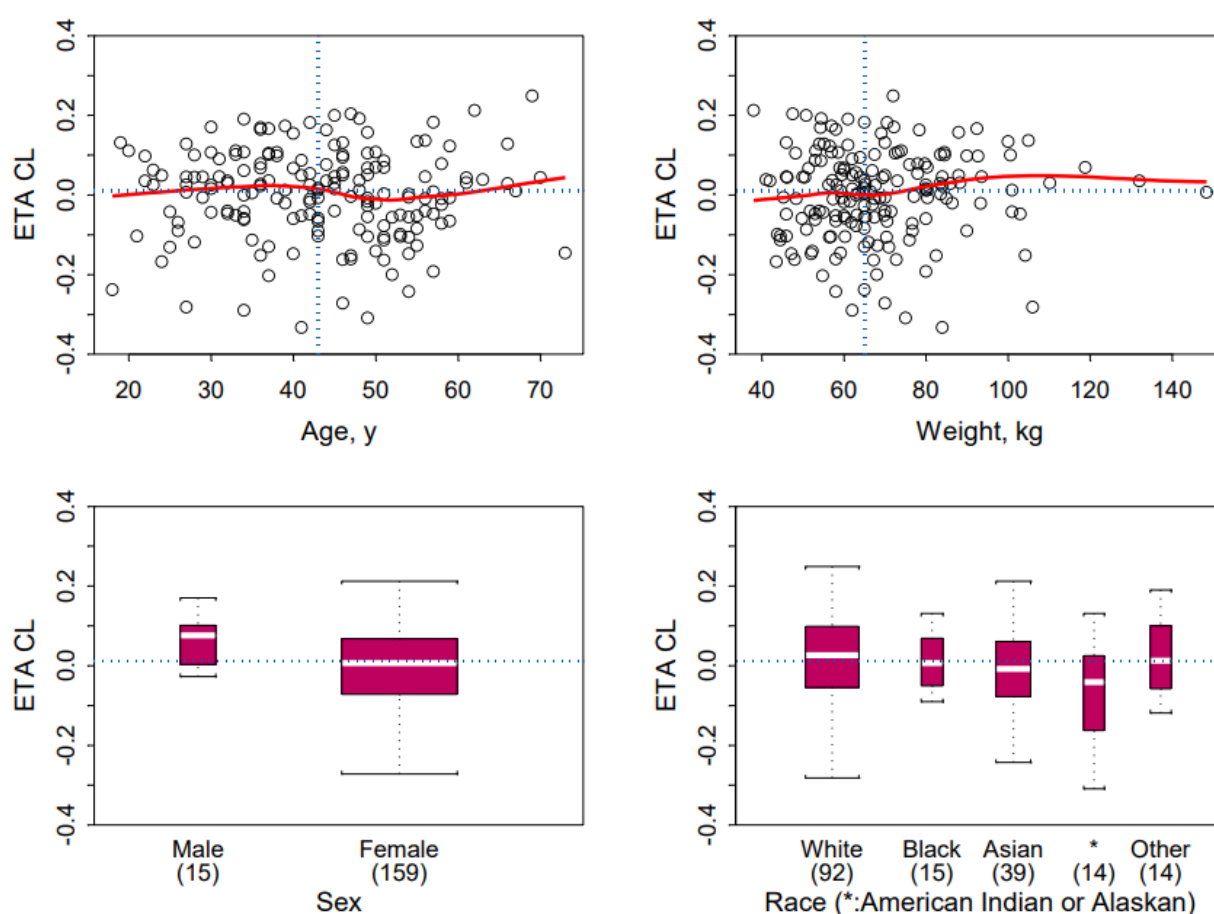 0.4
0.2
0.0
-0.2
-0.4
ETA CL
20 30 40 50 60 70
Age, y
0.4
0.2
0.0
-0.2
-0.4
ETA CL
40 60 80 100 120 140
Weight, kg
0.4
0.2
0.0
-0.2
-0.4
ETA CL
Male Female
(15) (159)
Sex
0.4
0.2
0.0
-0.2
-0.4
ETA CL
White Black Asian * Other
(92) (15) (39) (14) (14)
Race (*:American Indian or Alaskan)